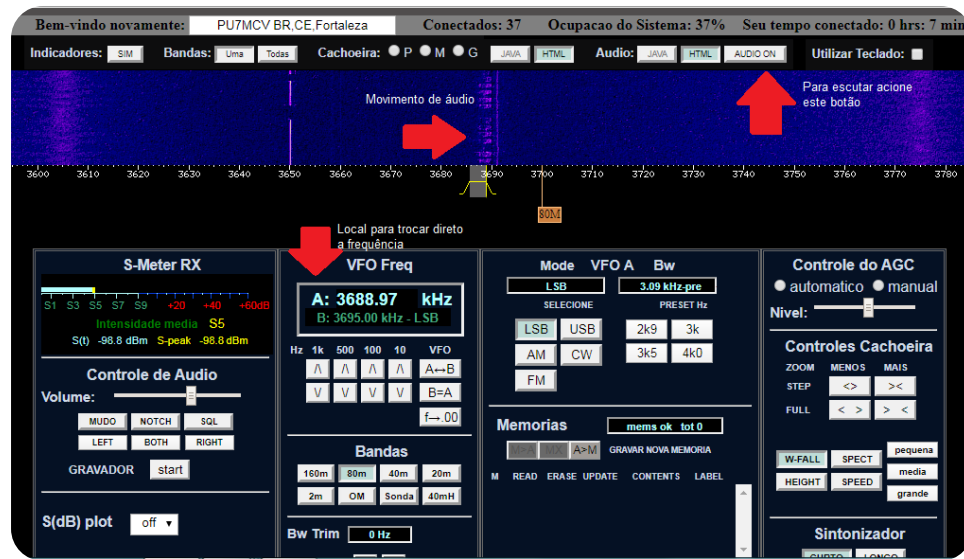 Bem-vindo novamente: PU7MCV BR,CE,Fortaleza Conectados: 37 Ocupacao do Sistema: 37% Seu tempo conectado: 0 hrs: 7 min
Indicadores: SIM Bandas: Uma Todas Cachoeira: P M G JAVA HTML Audio: JAVA HTML AUDIO ON Utilizar Teclado:
Movimento de áudio
Para escutar acione
este botão
3600 3610 3620 3630 3640 3650 3660 3670 3680 3690 3700 3710 3720 3730 3740 3750 3760 3770 3780
80M
Local para trocar direto
a frequência
S-Meter RX
S1 S3 S5 S7 S9 +20 +40 +60dB
Intensidade media S5
S(t) -98.8 dBm S-peak -98.8 dBm
Controle de Audio
Volume:
MUDO NOTCH SQL
LEFT BOTH RIGHT
GRAVADOR start
S(dB) plot off
VFO Freq
A: 3688.97 kHz
B: 3695.00 kHz - LSB
Hz 1k 500 100 10 VFO
/\ /\ /\ /\ A↔B
V V V V B=A
f→.00
Bandas
160m 80m 40m 20m
2m OM Sonda 40mH
Bw Trim 0 Hz
Mode VFO A Bw
LSB 3.09 kHz-pre
SELECIONE PRESET Hz
LSB USB 2k9 3k
AM CW 3k5 4k0
FM
Memorias mems ok tot 0
M>A MX A>M GRAVAR NOVA MEMORIA
M READ ERASE UPDATE CONTENTS LABEL
Controle do AGC
automatico manual
Nivel:
Controles Cachoeira
ZOOM MENOS MAIS
STEP <> ><
FULL < > > <
W-FALL SPECT pequena
media
HEIGHT SPEED grande
Sintonizador
CURTO LONGO